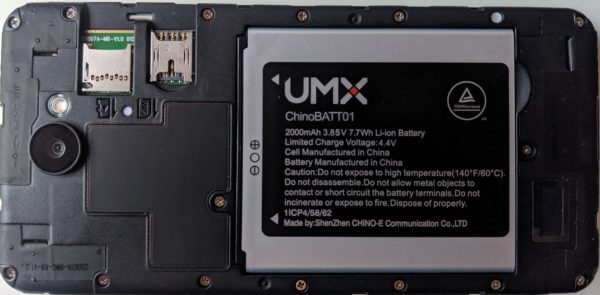 UMX
ChinoBATT01
2000mAh 3.85V 7.7Wh Li-ion Battery
Limited Charge Voltage:4.4V
Cell Manufactured in China
Battery Manufactured in China
Caution:Do not expose to high temperature(140°F/60°C).
Do not disassemble.Do not allow metal objects to
contact or short circuit the battery terminals.Do not
incinerate or expose to fire.Dispose of properly.
1ICP4/58/62
Made by:ShenZhen CHINO-E Communication Co.,LTD
TÜVRheinland